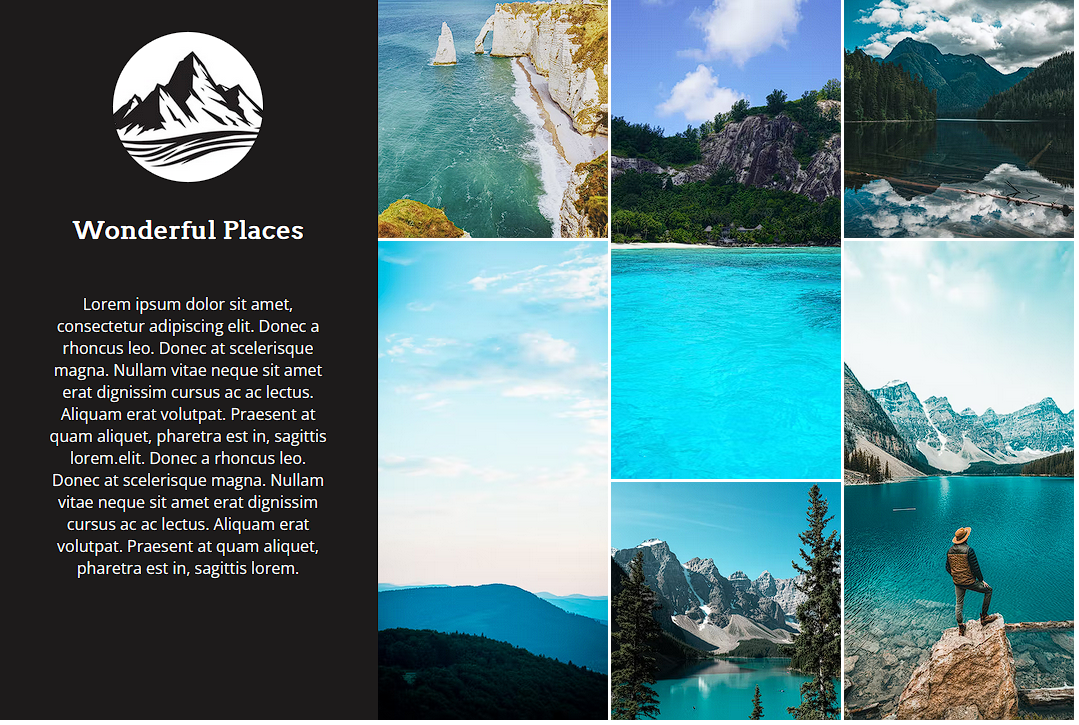 Wonderful Places
Lorem ipsum dolor sit amet,
consectetur adipiscing elit. Donec a
rhoncus leo. Donec at scelerisque
magna. Nullam vitae neque sit amet
erat dignissim cursus ac ac lectus.
Aliquam erat volutpat. Praesent at
quam aliquet, pharetra est in, sagittis
lorem.elit. Donec a rhoncus leo.
Donec at scelerisque magna. Nullam
vitae neque sit amet erat dignissim
cursus ac ac lectus. Aliquam erat
volutpat. Praesent at quam aliquet,
pharetra est in, sagittis lorem.